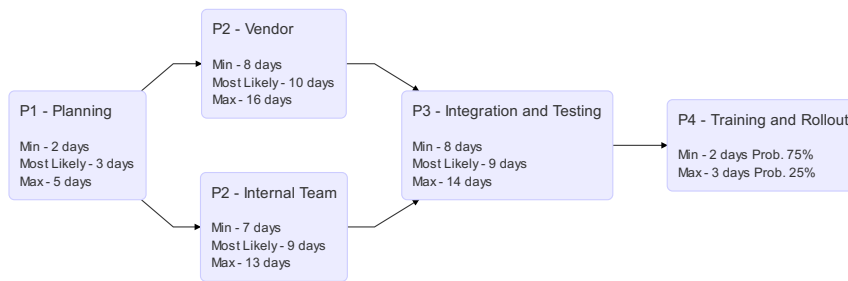 P1 - Planning
Min - 2 days
Most Likely - 3 days
Max - 5 days
P2 - Vendor
Min - 8 days
Most Likely - 10 days
Max - 16 days
P2 - Internal Team
Min - 7 days
Most Likely - 9 days
Max - 13 days
P3 - Integration and Testing
Min - 8 days
Most Likely - 9 days
Max - 14 days
P4 - Training and Rollout
Min - 2 days Prob. 75%
Max - 3 days Prob. 25%